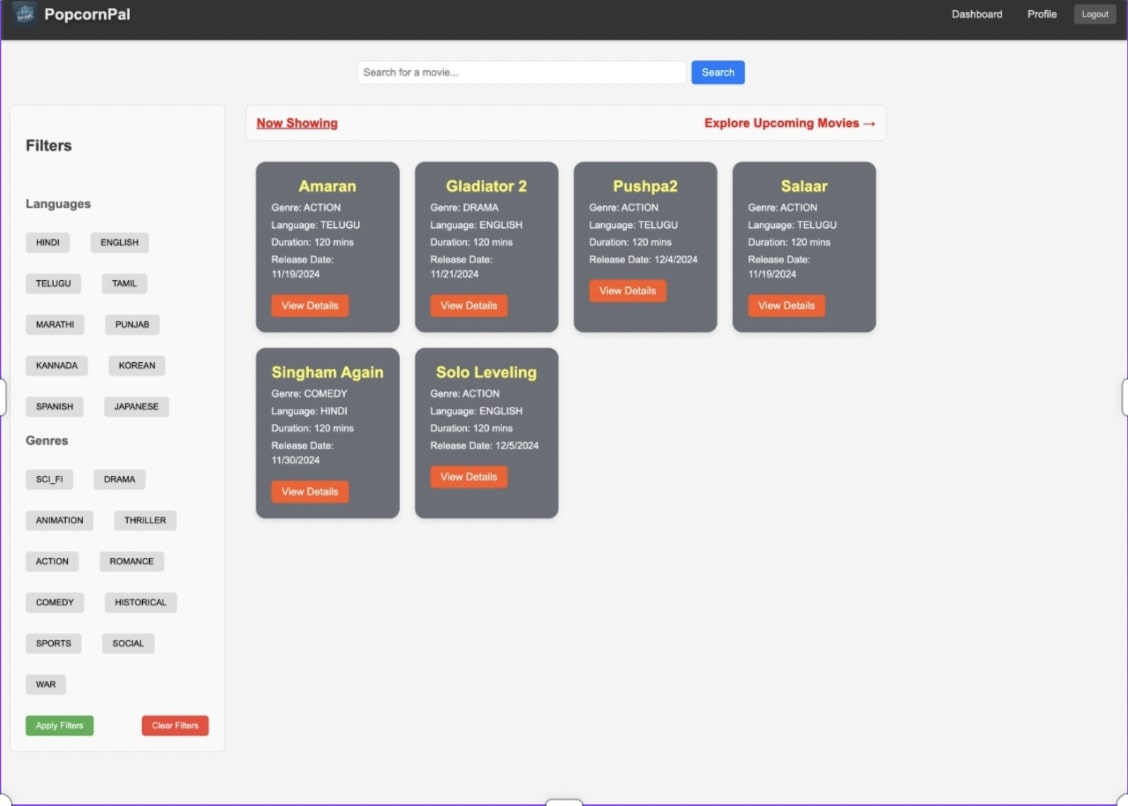 PopcornPal
Dashboard
Profile
Logout
Search for a movie...
Search
Filters
Languages
HINDI
ENGLISH
TELUGU
TAMIL
MARATHI
PUNJAB
KANNADA
KOREAN
SPANISH
JAPANESE
Genres
SCI_FI
DRAMA
ANIMATION
THRILLER
ACTION
ROMANCE
COMEDY
HISTORICAL
SPORTS
SOCIAL
WAR
Apply Filters
Clear Filters
Now Showing
Explore Upcoming Movies →
Amaran
Genre: ACTION
Language: TELUGU
Duration: 120 mins
Release Date:
11/19/2024
View Details
Gladiator 2
Genre: DRAMA
Language: ENGLISH
Duration: 120 mins
Release Date:
11/21/2024
View Details
Pushpa2
Genre: ACTION
Language: TELUGU
Duration: 120 mins
Release Date: 12/4/2024
View Details
Salaar
Genre: ACTION
Language: TELUGU
Duration: 120 mins
Release Date:
11/19/2024
View Details
Singham Again
Genre: COMEDY
Language: HINDI
Duration: 120 mins
Release Date:
11/30/2024
View Details
Solo Leveling
Genre: ACTION
Language: ENGLISH
Duration: 120 mins
Release Date: 12/5/2024
View Details